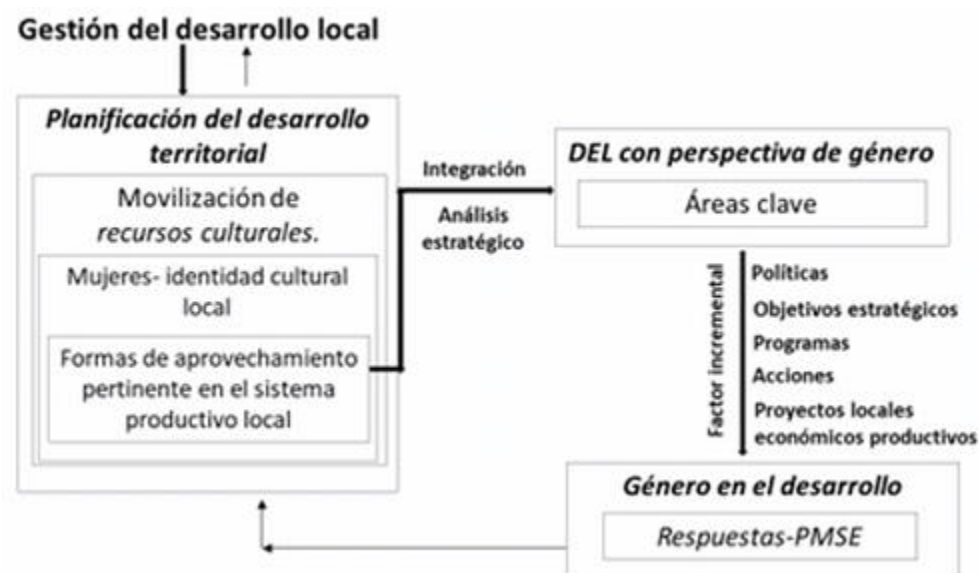 Gestión del desarrollo local
Planificación del desarrollo
territorial
Movilización de
recursos culturales.
Mujeres- identidad cultural
local
Formas de aprovechamiento
pertinente en el sistema
productivo local
Integración
Análisis
estratégico
DEL con perspectiva de género
Áreas clave
Factor incremental
Políticas
Objetivos estratégicos
Programas
Acciones
Proyectos locales
económicos productivos
Género en el desarrollo
Respuestas-PMSE